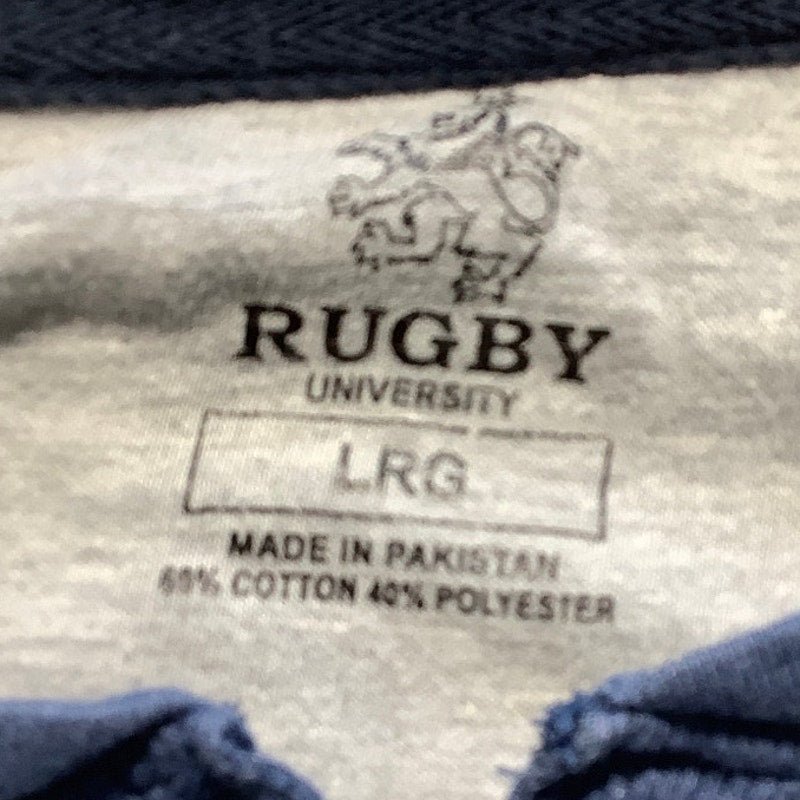 RUGBY
UNIVERSITY
LRG
MADE IN PAKISTAN
60% COTTON 40% POLYESTER